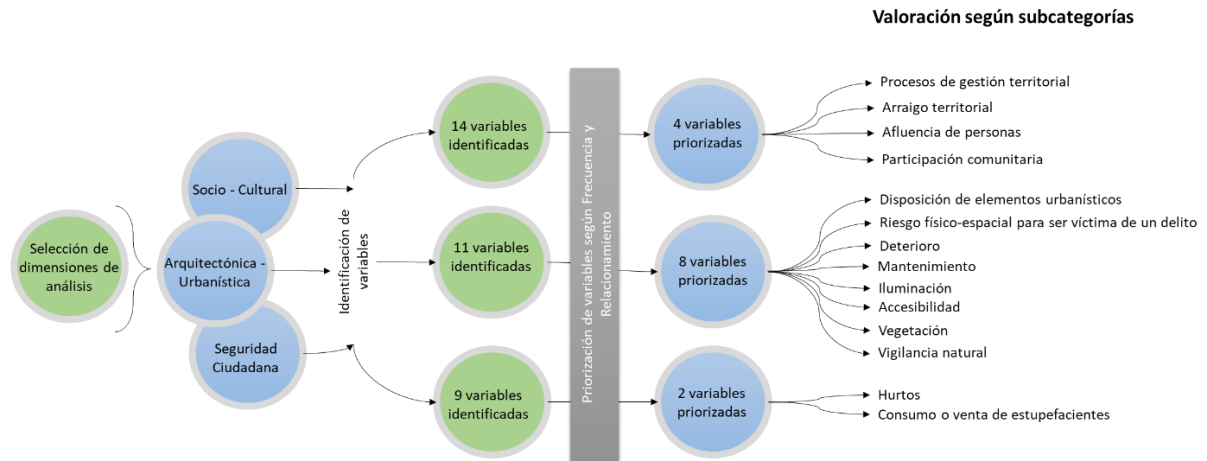 Valoración según subcategorías
Selección de
dimensiones de
análisis
Socio - Cultural
Arquitectónica -
Urbanística
Seguridad
Ciudadana
Identificación de
variables
14 variables
identificadas
11 variables
identificadas
9 variables
identificadas
Priorización de variables según Frecuencia y
Relacionamiento
4 variables
priorizadas
8 variables
priorizadas
2 variables
priorizadas
Procesos de gestión territorial
Arraigo territorial
Afluencia de personas
Participación comunitaria
Disposición de elementos urbanísticos
Riesgo físico-espacial para ser víctima de un delito
Deterioro
Mantenimiento
Iluminación
Accesibilidad
Vegetación
Vigilancia natural
Hurtos
Consumo o venta de estupefacientes